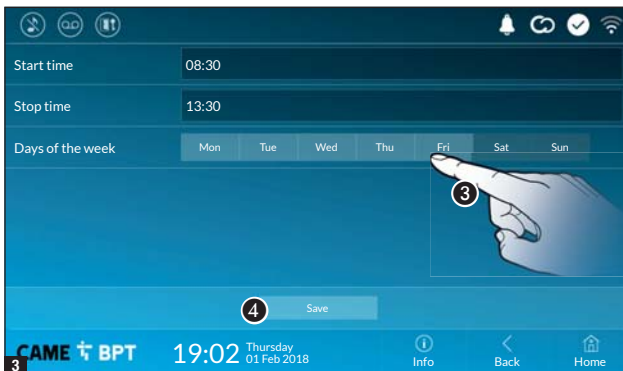 Start time 08:30
Stop time 13:30
Days of the week Mon Tue Wed Thu Fri Sat Sun
3
4 Save
CAME BPT 19:02 Thursday
01 Feb 2018
Info Back Home
3